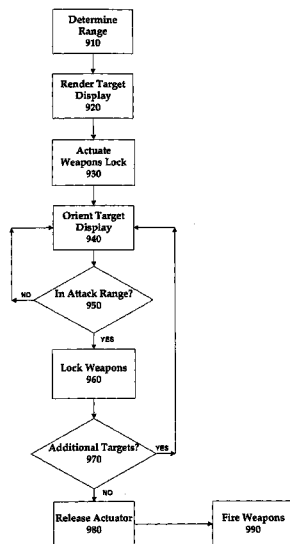 Determine
Range
910
Render Target
Display
920
Actuate
Weapons Lock
930
Orient Target
Display
940
In Attack Range?
950
NO
YES
Lock Weapons
960
Additional Targets?
970
YES
NO
Release Actuator
980
Fire Weapons
990